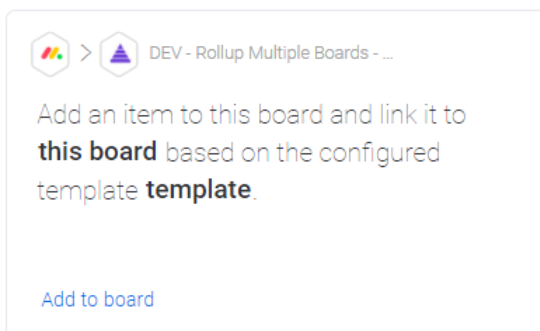 > DEV - Rollup Multiple Boards - ...
Add an item to this board and link it to
this board based on the configured
template template.
Add to board